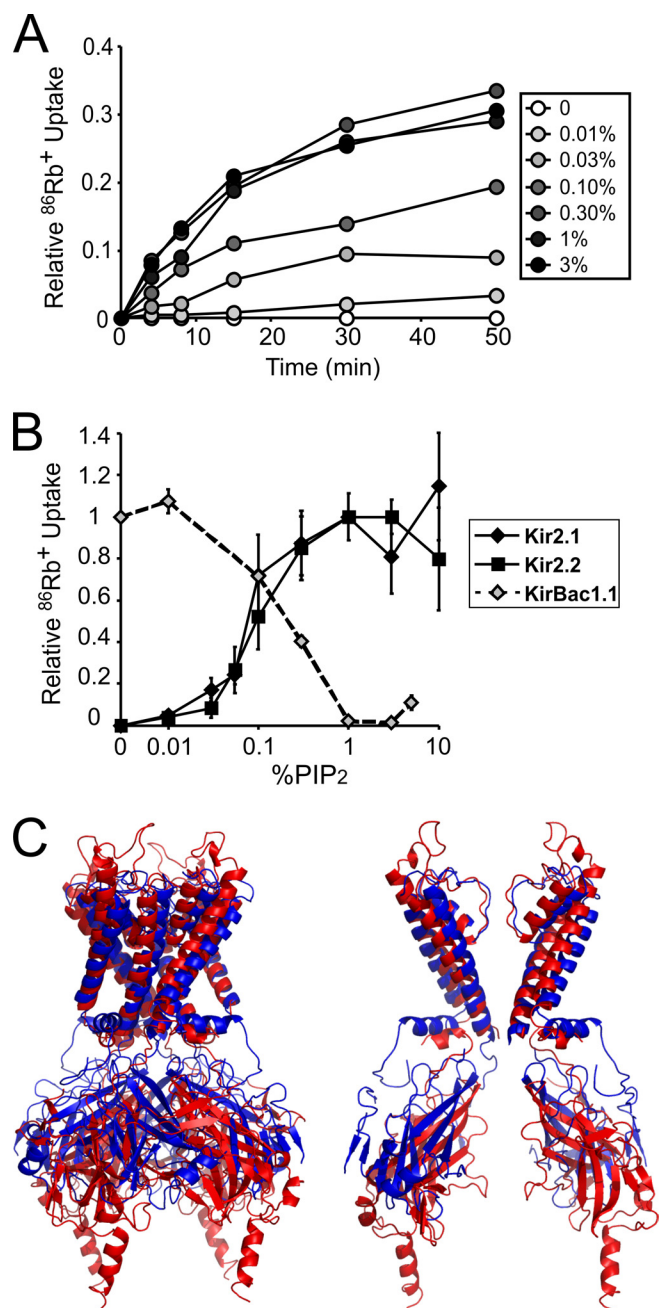 A
Relative ⁸⁶Rb⁺ Uptake
0.4
0.3
0.2
0.1
0
0 10 20 30 40 50
Time (min)
0
0.01%
0.03%
0.10%
0.30%
1%
3%
B
Relative ⁸⁶Rb⁺ Uptake
1.4
1.2
1
0.8
0.6
0.4
0.2
0
0 0.01 0.1 1 10
%PIP₂
Kir2.1
Kir2.2
KirBac1.1
C